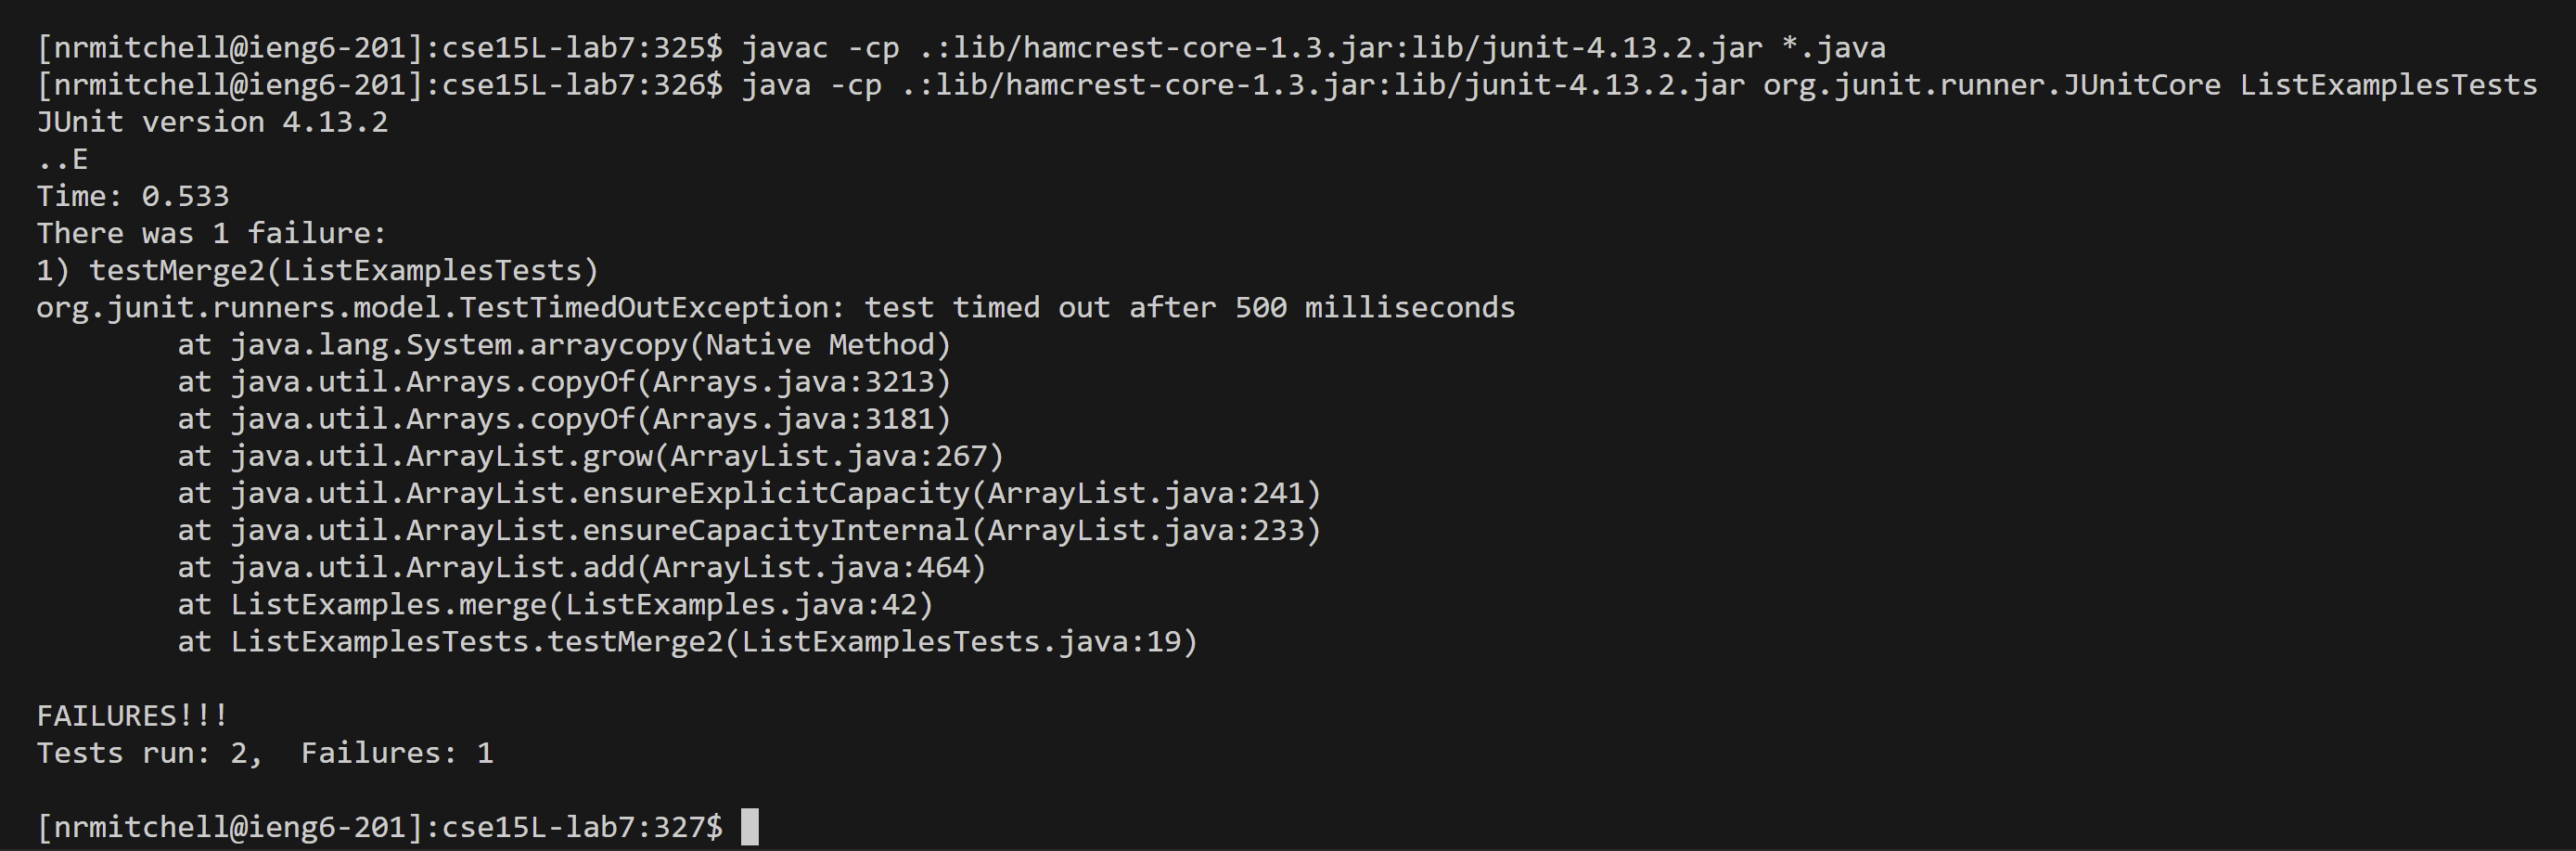 [nrmitchell@ieng6-201]:cse15L-lab7:325$ javac -cp .:lib/hamcrest-core-1.3.jar:lib/junit-4.13.2.jar *.java
[nrmitchell@ieng6-201]:cse15L-lab7:326$ java -cp .:lib/hamcrest-core-1.3.jar:lib/junit-4.13.2.jar org.junit.runner.JUnitCore ListExamplesTests
JUnit version 4.13.2
..E
Time: 0.533
There was 1 failure:
1) testMerge2(ListExamplesTests)
org.junit.runners.model.TestTimedOutException: test timed out after 500 milliseconds
        at java.lang.System.arraycopy(Native Method)
        at java.util.Arrays.copyOf(Arrays.java:3213)
        at java.util.Arrays.copyOf(Arrays.java:3181)
        at java.util.ArrayList.grow(ArrayList.java:267)
        at java.util.ArrayList.ensureExplicitCapacity(ArrayList.java:241)
        at java.util.ArrayList.ensureCapacityInternal(ArrayList.java:233)
        at java.util.ArrayList.add(ArrayList.java:464)
        at ListExamples.merge(ListExamples.java:42)
        at ListExamplesTests.testMerge2(ListExamplesTests.java:19)
FAILURES!!!
Tests run: 2,  Failures: 1
[nrmitchell@ieng6-201]:cse15L-lab7:327$